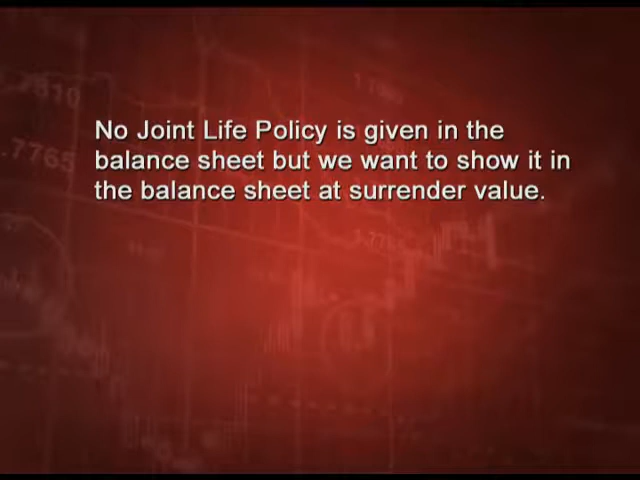 No Joint Life Policy is given in the
balance sheet but we want to show it in
the balance sheet at surrender value.
.7765